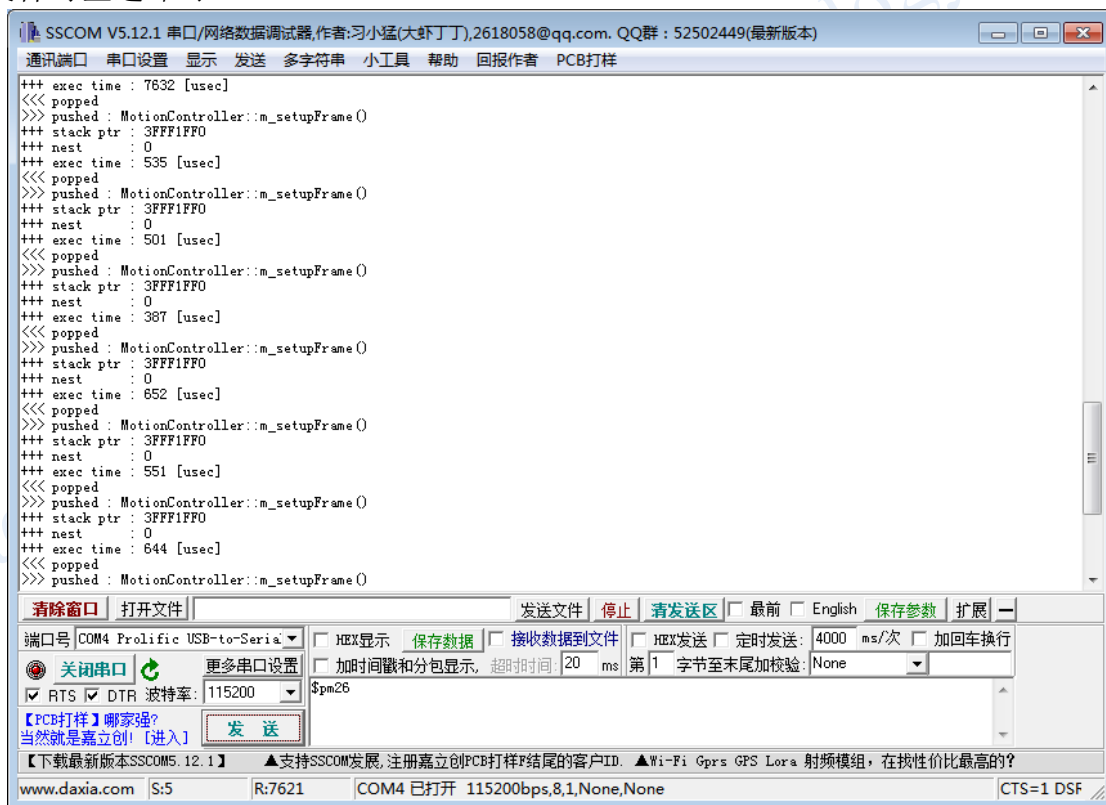 SSCOM V5.12.1 串口/网络数据调试器,作者:习小猛(大虾丁丁),2618058@qq.com. QQ群：52502449(最新版本)
通讯端口 串口设置 显示 发送 多字符串 小工具 帮助 回报作者 PCB打样
+++ exec time : 7632 [usec]
<<< popped
>>> pushed : MotionController::m_setupFrame()
+++ stack ptr : 3FFF1FF0
+++ nest      : 0
+++ exec time : 535 [usec]
<<< popped
>>> pushed : MotionController::m_setupFrame()
+++ stack ptr : 3FFF1FF0
+++ nest      : 0
+++ exec time : 501 [usec]
<<< popped
>>> pushed : MotionController::m_setupFrame()
+++ stack ptr : 3FFF1FF0
+++ nest      : 0
+++ exec time : 387 [usec]
<<< popped
>>> pushed : MotionController::m_setupFrame()
+++ stack ptr : 3FFF1FF0
+++ nest      : 0
+++ exec time : 652 [usec]
<<< popped
>>> pushed : MotionController::m_setupFrame()
+++ stack ptr : 3FFF1FF0
+++ nest      : 0
+++ exec time : 551 [usec]
<<< popped
>>> pushed : MotionController::m_setupFrame()
+++ stack ptr : 3FFF1FF0
+++ nest      : 0
+++ exec time : 644 [usec]
<<< popped
>>> pushed : MotionController::m_setupFrame()
清除窗口 打开文件 发送文件 停止 清发送区 最前 English 保存参数 扩展 —
端口号 COM4 Prolific USB-to-Seria HEX显示 保存数据 接收数据到文件 HEX发送 定时发送: 4000 ms/次 加回车换行
关闭串口 更多串口设置 加时间戳和分包显示, 超时时间: 20 ms 第 1 字节至末尾加校验: None
RTS DTR 波特率: 115200 $pm26
【PCB打样】哪家强?
当然就是嘉立创! [进入] 发 送
【下载最新版本SSCOM5.12.1】 ▲支持SSCOM发展,注册嘉立创PCB打样F结尾的客户ID. ▲Wi-Fi Gprs GPS Lora 射频模组，在找性价比最高的?
www.daxia.com S:5 R:7621 COM4 已打开 115200bps,8,1,None,None CTS=1 DSF